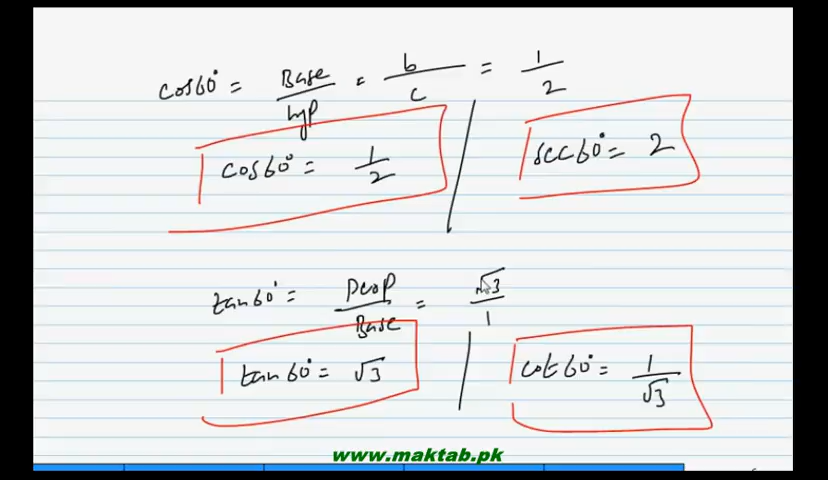 cos60° = Base/hyp = b/c = 1/2
cos60° = 1/2
sec60° = 2
tan60° = Perp/Base = √3/1
tan60° = √3
cot60° = 1/√3
www.maktab.pk